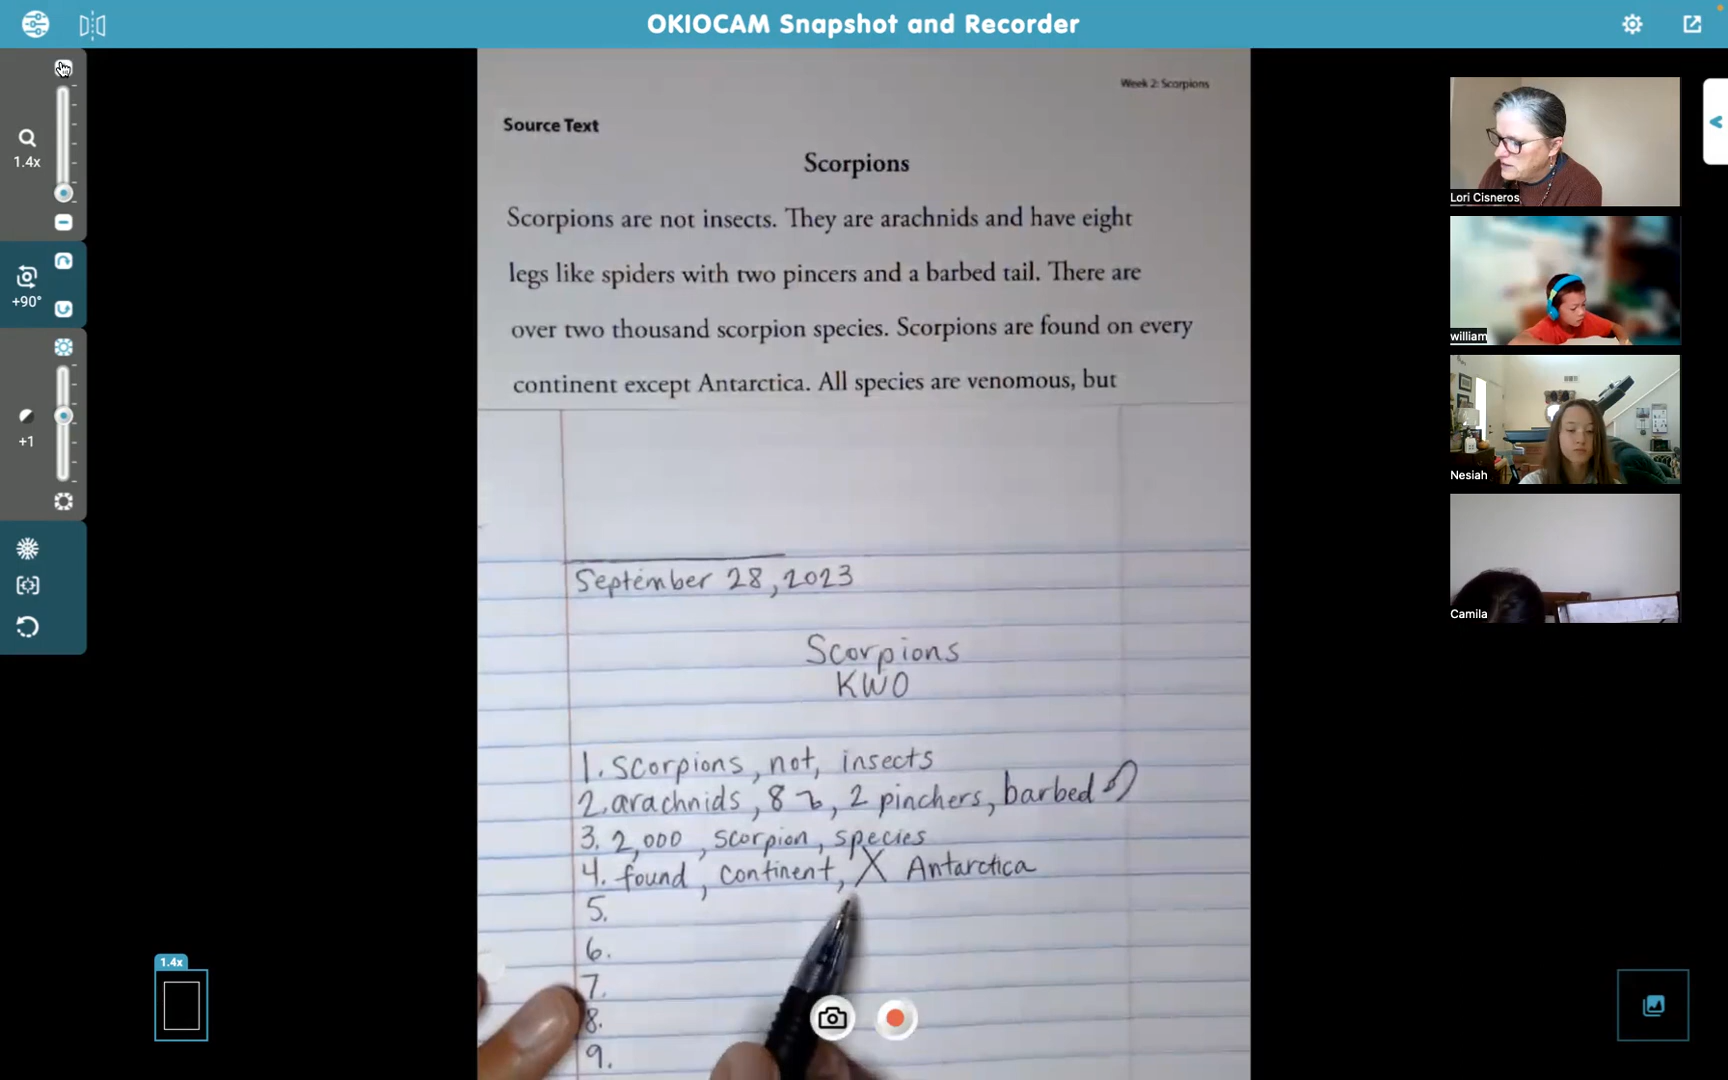 OKIOCAM Snapshot and Recorder
1.4x
+90°
+1
1.4x
Week 2: Scorpions
Source Text
Scorpions
Scorpions are not insects. They are arachnids and have eight
legs like spiders with two pincers and a barbed tail. There are
over two thousand scorpion species. Scorpions are found on every
continent except Antarctica. All species are venomous, but
September 28, 2023
Scorpions
KWO
1. scorpions, not, insects
2. arachnids, 8, 2 pinchers, barbed
3. 2,000, scorpion, species
4. found, continent, X Antarctica
5.
6.
7.
8.
9.
Lori Cisneros
william
Nesiah
Camila